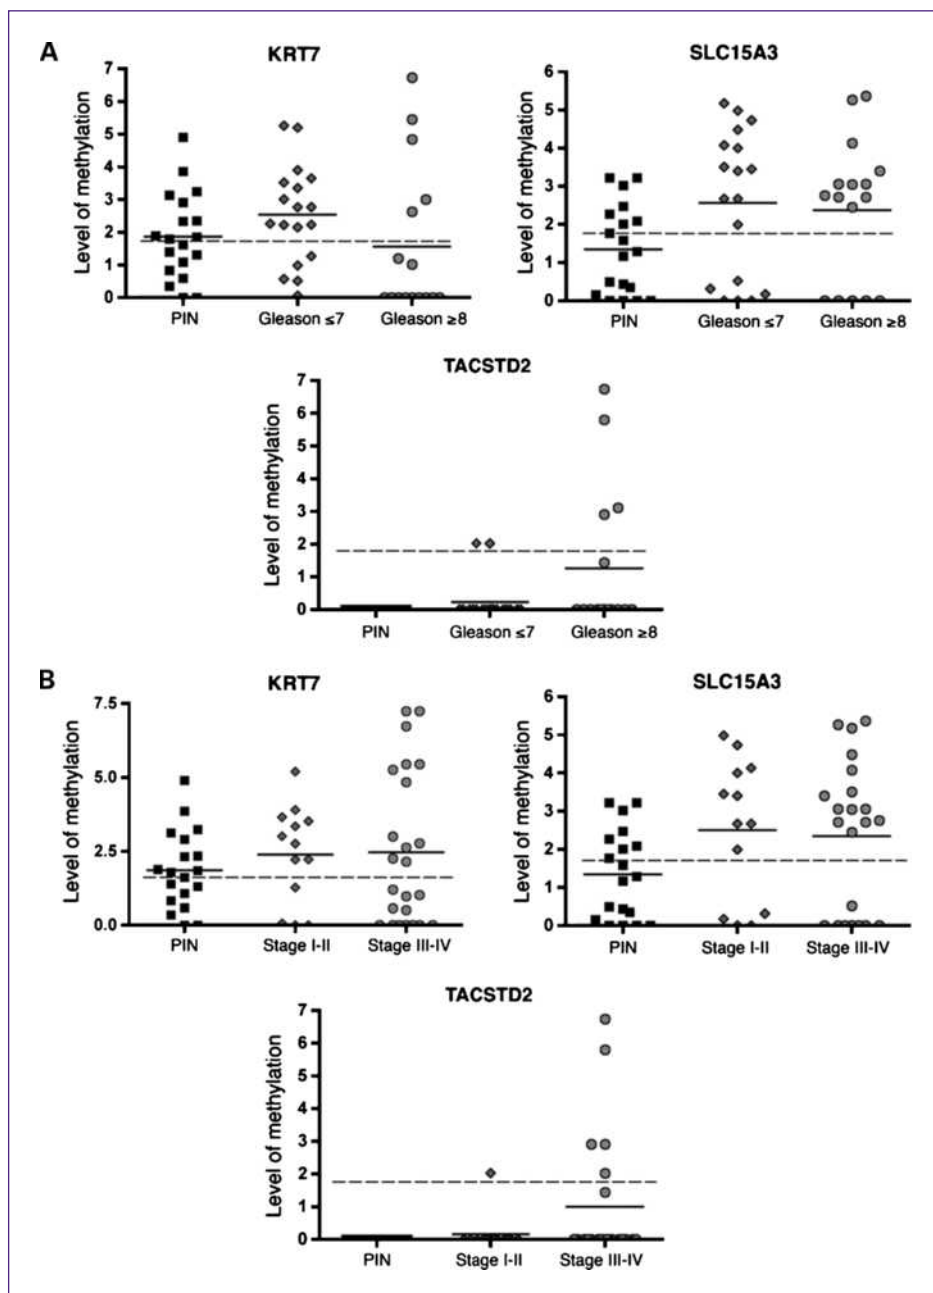 A
KRT7
Level of methylation
7
6
5
4
3
2
1
0
PIN
Gleason ≤7
Gleason ≥8
SLC15A3
Level of methylation
6
5
4
3
2
1
0
PIN
Gleason ≤7
Gleason ≥8
TACSTD2
Level of methylation
7
6
5
4
3
2
1
0
PIN
Gleason ≤7
Gleason ≥8
B
KRT7
Level of methylation
7.5
5.0
2.5
0.0
PIN
Stage I-II
Stage III-IV
SLC15A3
Level of methylation
6
5
4
3
2
1
0
PIN
Stage I-II
Stage III-IV
TACSTD2
Level of methylation
7
6
5
4
3
2
1
0
PIN
Stage I-II
Stage III-IV